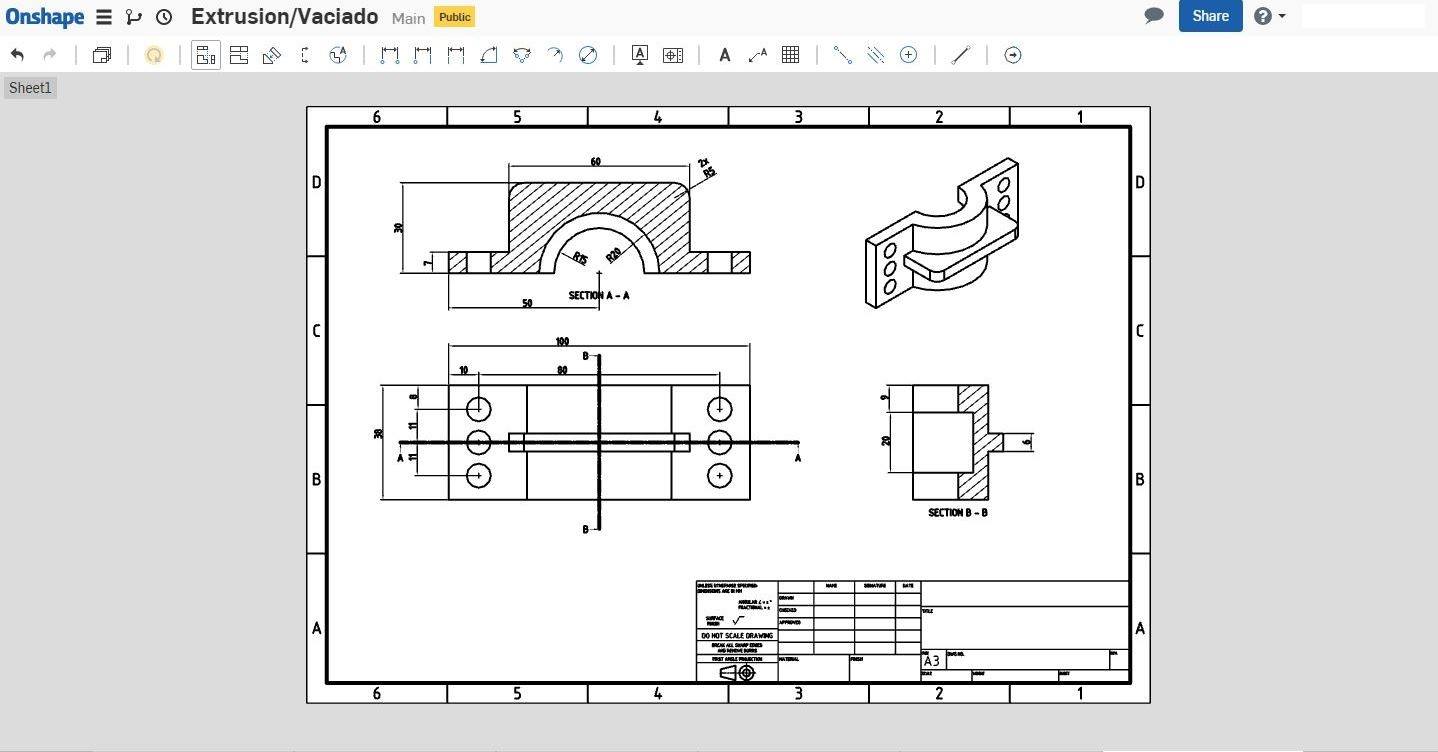 Onshape Extrusion/Vaciado Main Public Share
Sheet1
6 5 4 3 2 1
D D
60
2x
R5
30
7
R15 R20
SECTION A - A
50
C C
100
B
10 80
8
11
11
38
A A
B
9
20
6
SECTION B - B
B B
UNLESS OTHERWISE SPECIFIED:
DIMENSIONS ARE IN MM
NAME SIGNATURE DATE
DRAWN
CHECKED
APPROVED
TITLE
SURFACE
FINISH
DO NOT SCALE DRAWING
BREAK ALL SHARP EDGES
AND REMOVE BURRS
FIRST ANGLE PROJECTION
MATERIAL FINISH
SIZE DWG NO. REV.
A3
SCALE WEIGHT SHEET
A A
6 5 4 3 2 1